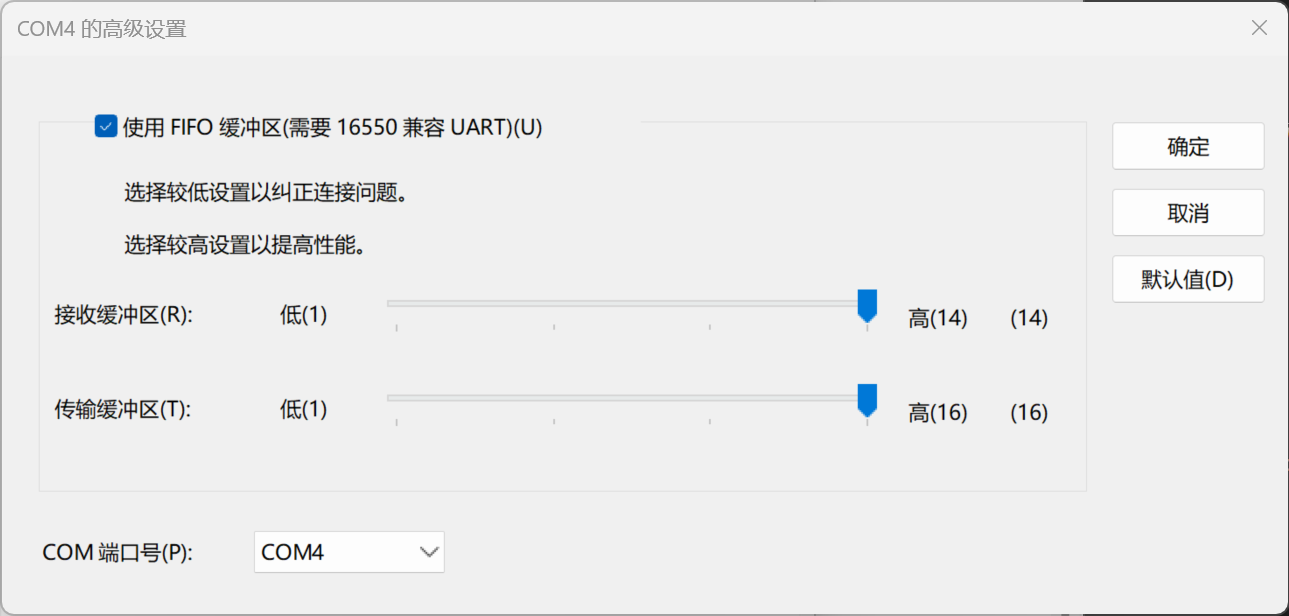 COM4 的高级设置
使用 FIFO 缓冲区(需要 16550 兼容 UART)(U)
选择较低设置以纠正连接问题。
选择较高设置以提高性能。
接收缓冲区(R): 低(1) 高(14) (14)
传输缓冲区(T): 低(1) 高(16) (16)
COM 端口号(P): COM4
确定
取消
默认值(D)